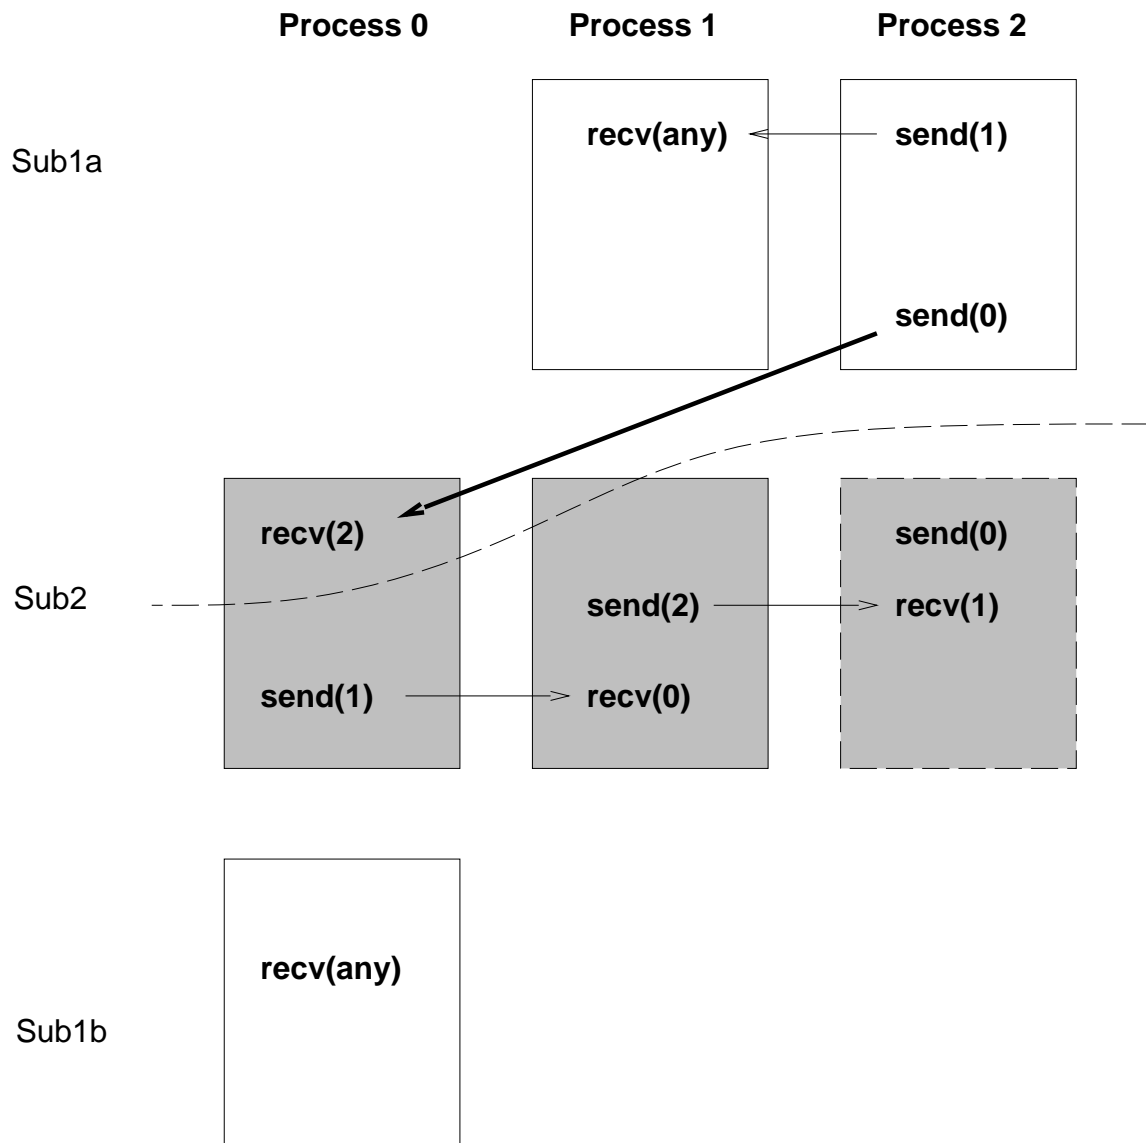 Process 0 Process 1 Process 2
recv(any) send(1)
Sub1a
send(0)
recv(2) send(0)
Sub2 send(2) recv(1)
send(1) recv(0)
recv(any)
Sub1b